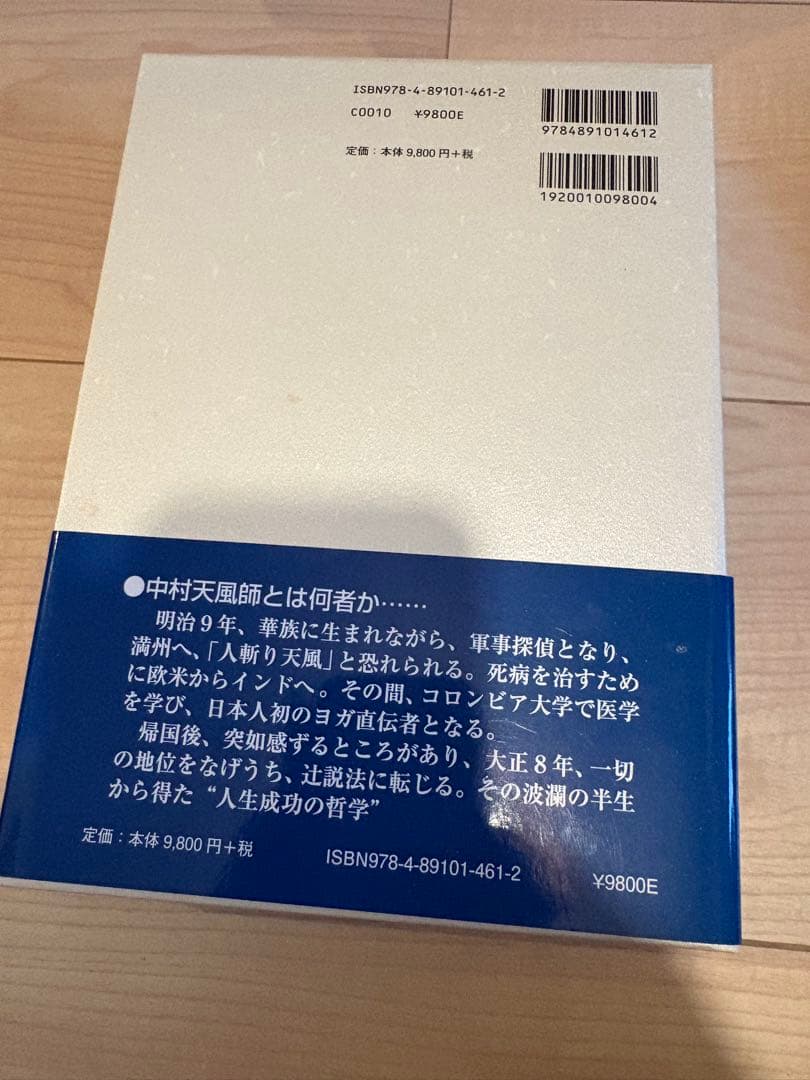 ISBN978-4-89101-461-2
C0010 ¥9800E
定価：本体9,800円＋税
9784891014612
1920010098004
●中村天風師とは何者か……
明治９年、華族に生まれながら、軍事探偵となり、
満州へ、「人斬り天風」と恐れられる。死病を治すため
に欧米からインドへ。その間、コロンビア大学で医学
を学び、日本人初のヨガ直伝者となる。
帰国後、突如感ずるところがあり、大正８年、一切
の地位をなげうち、辻説法に転じる。その波瀾の半生
から得た“人生成功の哲学”
定価：本体9,800円＋税 ISBN978-4-89101-461-2 ¥9800E